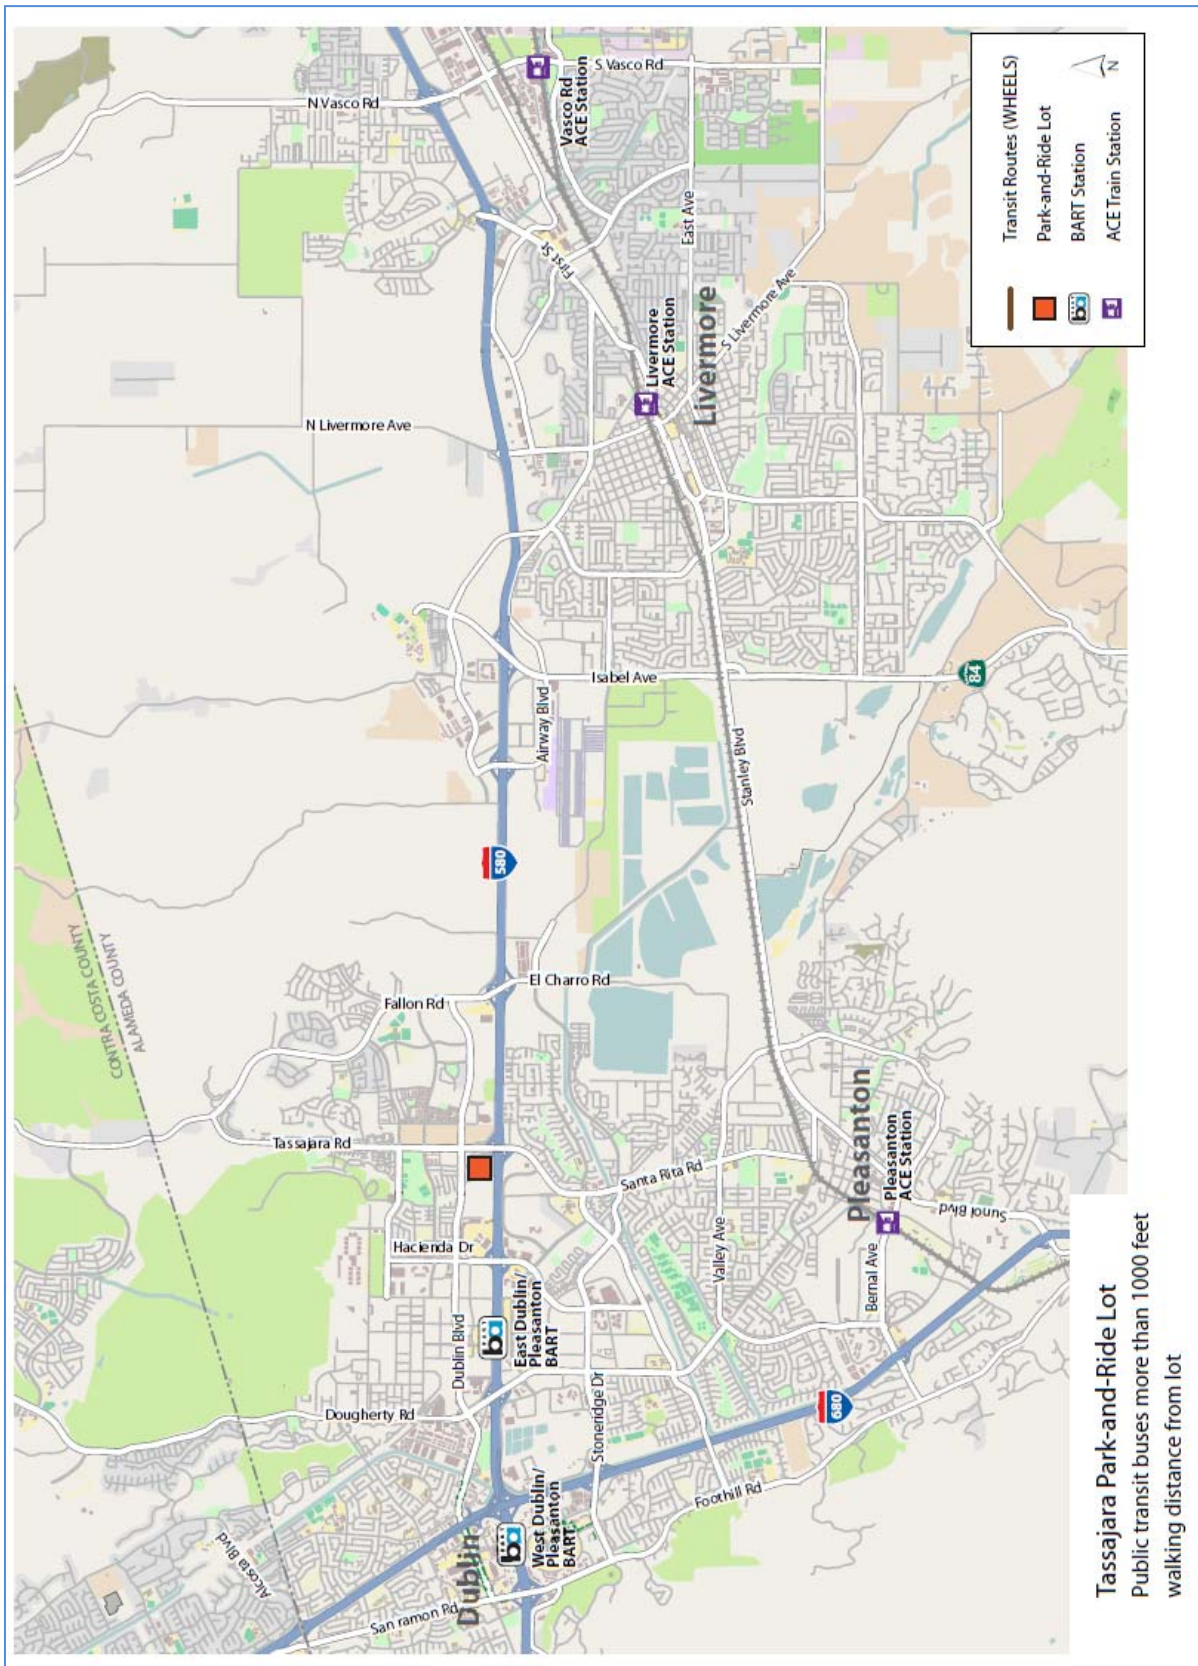 CONTRA COSTA COUNTY
ALAMEDA COUNTY
N Vasco Rd
S Vasco Rd
Vasco Rd
ACE Station
First St
East Ave
N Livermore Ave
Livermore
ACE Station
Livermore
S Livermore Ave
Isabel Ave
84
Airway Blvd
Stanley Blvd
580
El Charro Rd
Fallon Rd
Tassajara Rd
Santa Rita Rd
Hacienda Dr
Valley Ave
Pleasanton
Pleasanton
ACE Station
Sunol Blvd
Bernal Ave
Dublin Blvd
East Dublin/
Pleasanton
BART
Dougherty Rd
Stoneridge Dr
680
Foothill Rd
West Dublin/
Pleasanton
BART
Dublin
Alcosta Blvd
San ramon Rd
Transit Routes (WHEELS)
Park-and-Ride Lot
BART Station
ACE Train Station
N
Tassajara Park-and-Ride Lot
Public transit buses more than 1000 feet
walking distance from lot